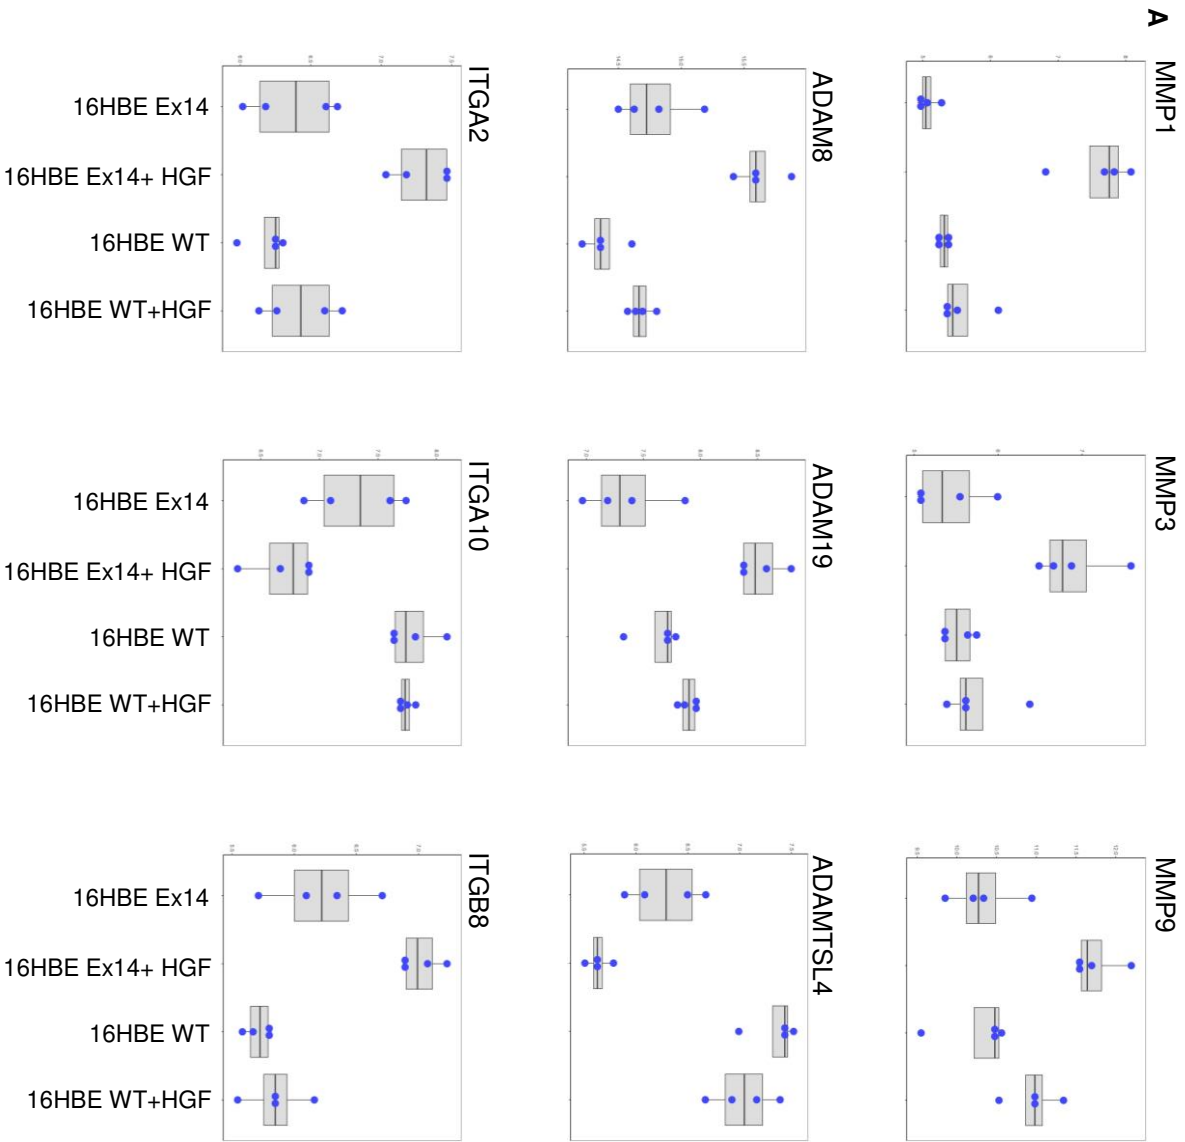 A
MMP1
ADAM8
ITGA2
16HBE Ex14
16HBE Ex14+ HGF
16HBE WT
16HBE WT+HGF
MMP3
ADAM19
ITGA10
16HBE Ex14
16HBE Ex14+ HGF
16HBE WT
16HBE WT+HGF
MMP9
ADAMTSL4
ITGB8
16HBE Ex14
16HBE Ex14+ HGF
16HBE WT
16HBE WT+HGF